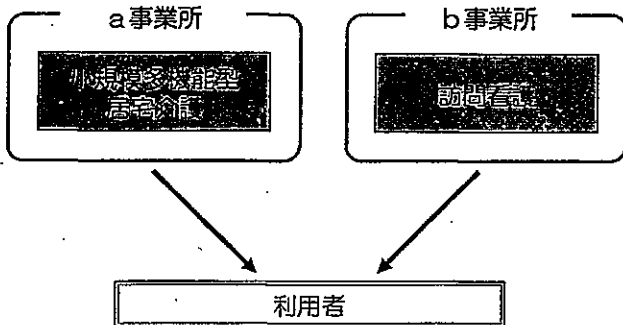 a事業所
b事業所
小規模多機能型
居宅介護
訪問看護
利用者